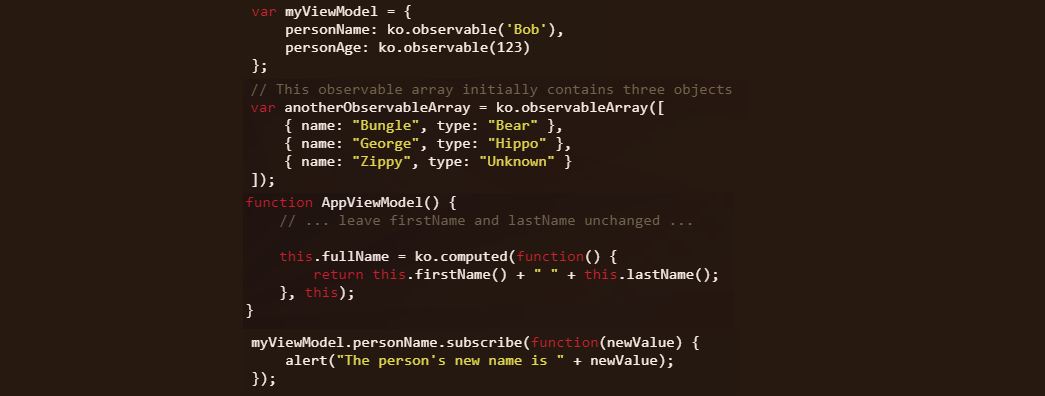 var myViewModel = {
    personName: ko.observable('Bob'),
    personAge: ko.observable(123)
};
// This observable array initially contains three objects
var anotherObservableArray = ko.observableArray([
    { name: "Bungle", type: "Bear" },
    { name: "George", type: "Hippo" },
    { name: "Zippy", type: "Unknown" }
]);
function AppViewModel() {
    // ... leave firstName and lastName unchanged ...
    this.fullName = ko.computed(function() {
        return this.firstName() + " " + this.lastName();
    }, this);
}
myViewModel.personName.subscribe(function(newValue) {
    alert("The person's new name is " + newValue);
});